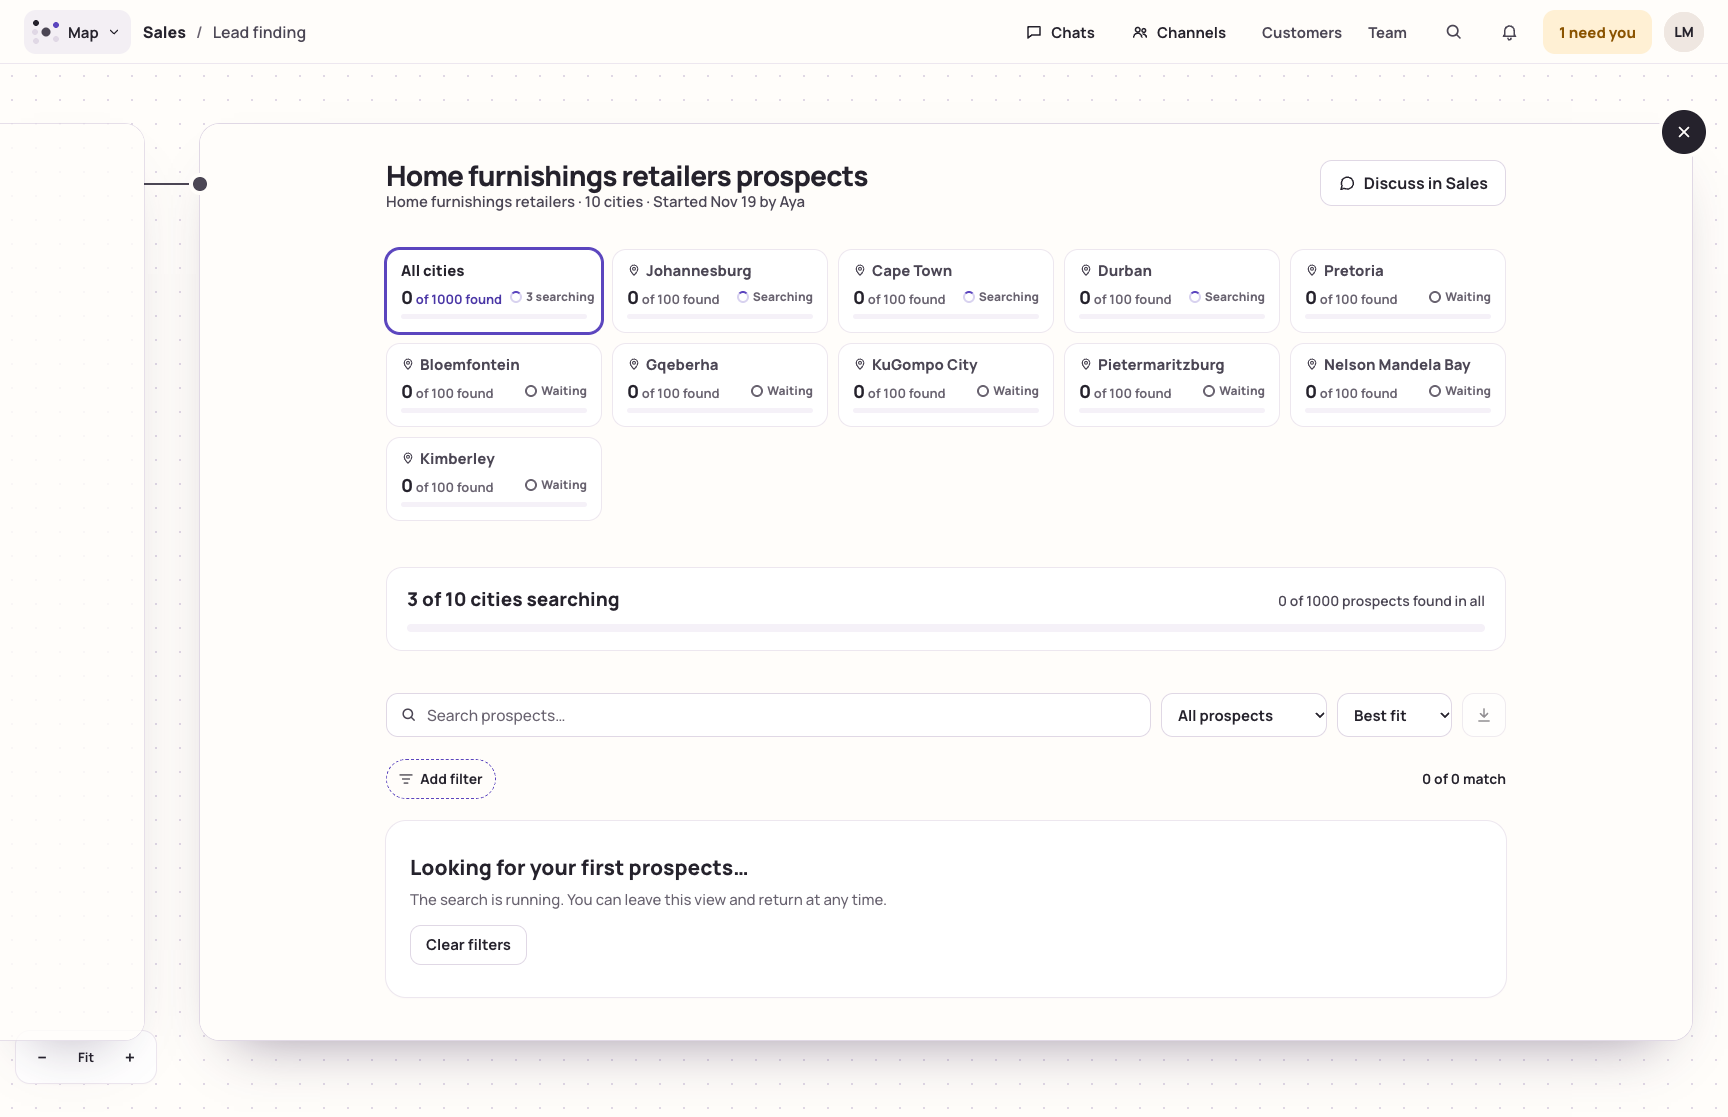 Map
Sales / Lead finding
Chats
Channels
Customers
Team
1 need you
LM
Home furnishings retailers prospects
Home furnishings retailers · 10 cities · Started Nov 19 by Aya
Discuss in Sales
All cities
0 of 1000 found
3 searching
Johannesburg
0 of 100 found
Searching
Cape Town
0 of 100 found
Searching
Durban
0 of 100 found
Searching
Pretoria
0 of 100 found
Waiting
Bloemfontein
0 of 100 found
Waiting
Gqeberha
0 of 100 found
Waiting
KuGompo City
0 of 100 found
Waiting
Pietermaritzburg
0 of 100 found
Waiting
Nelson Mandela Bay
0 of 100 found
Waiting
Kimberley
0 of 100 found
Waiting
3 of 10 cities searching
0 of 1000 prospects found in all
Search prospects...
All prospects
Best fit
Add filter
0 of 0 match
Looking for your first prospects...
The search is running. You can leave this view and return at any time.
Clear filters
− Fit +